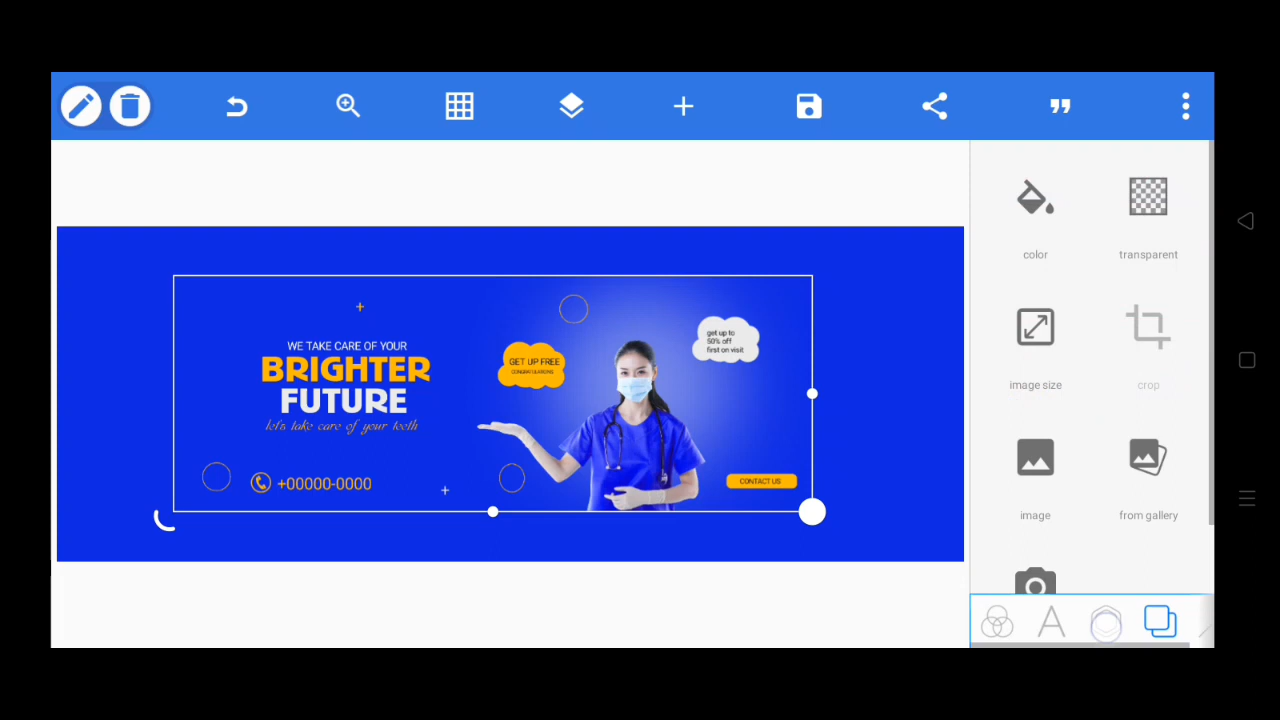 color
transparent
WE TAKE CARE OF YOUR
BRIGHTER
FUTURE
let's take care of your teeth
+00000-0000
GET UP FREE
CONGRATULATIONS
get up to
50% off
first on visit
CONTACT US
image size
crop
image
from gallery